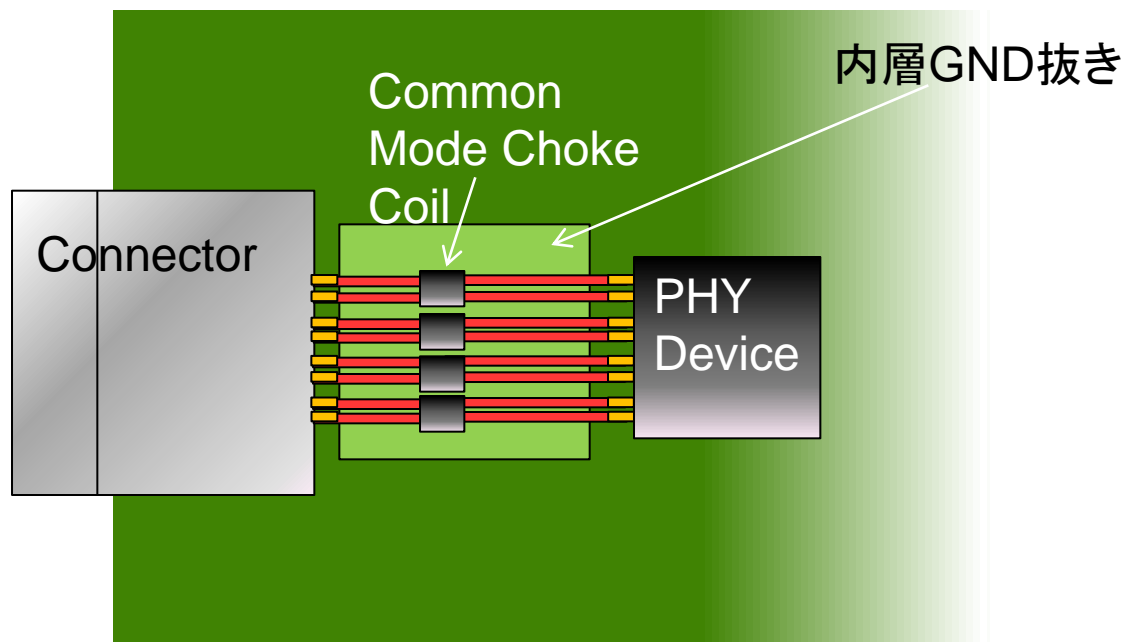 内層GND抜き
Common
Mode Choke
Coil
Connector
PHY
Device